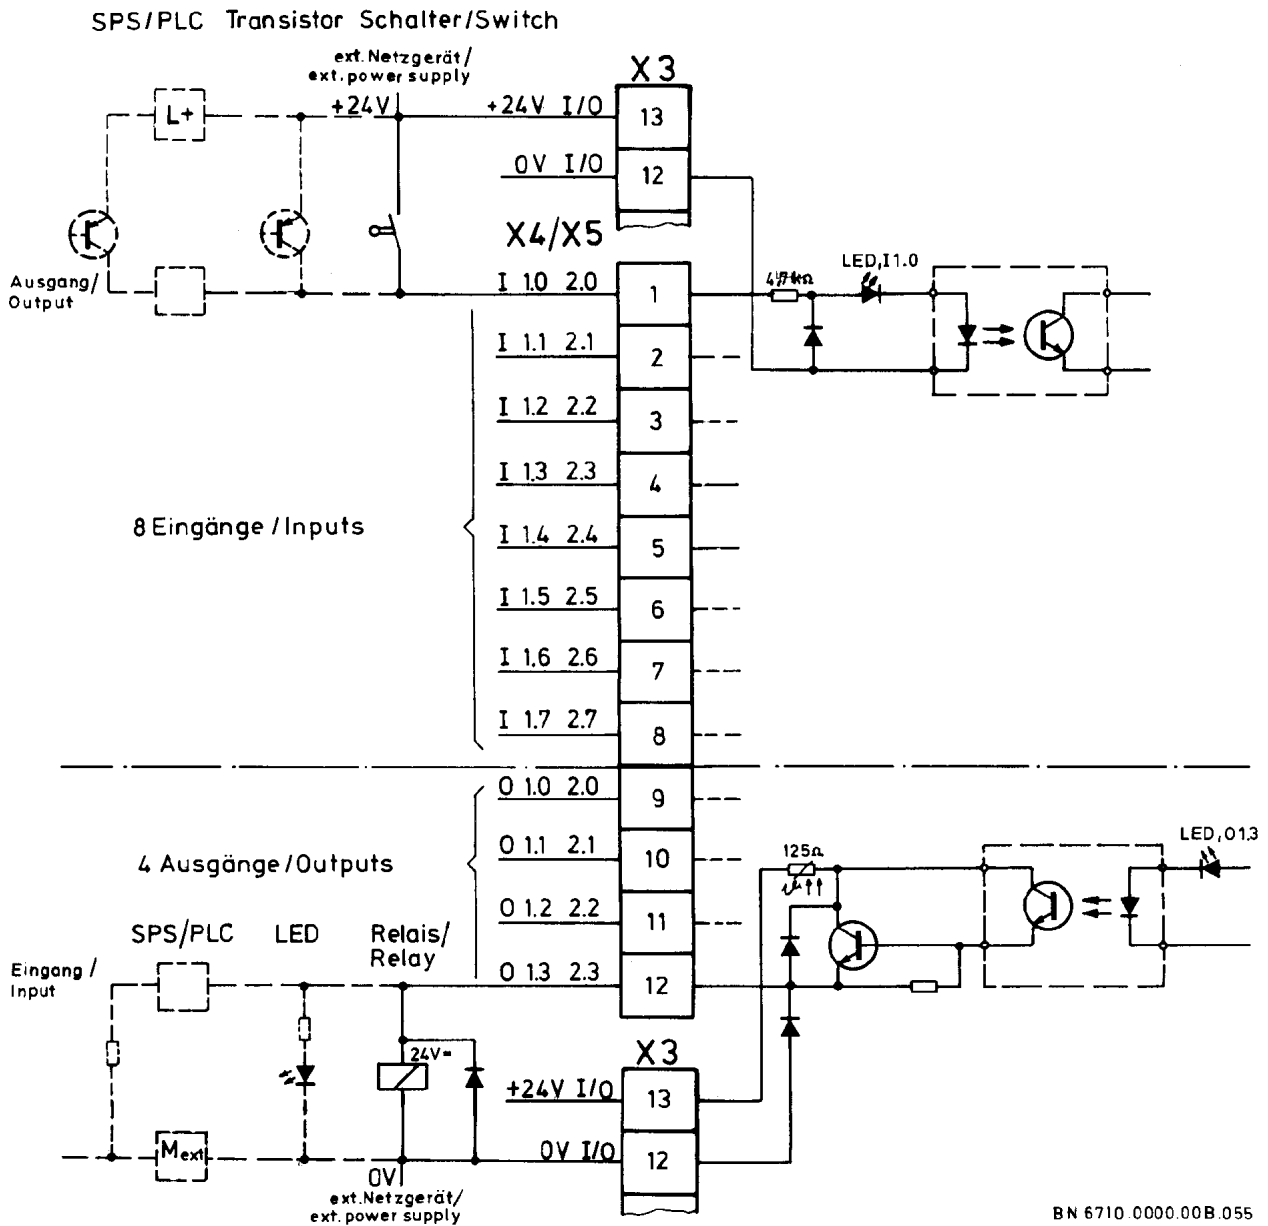 SPS/PLC Transistor Schalter/Switch
ext. Netzgerät/
ext. power supply
X3
L+
+24V
+24V I/O
13
0V I/O
12
X4/X5
Ausgang/
Output
I 1.0 2.0
1
LED, I1.0
I 1.1 2.1
2
I 1.2 2.2
3
I 1.3 2.3
4
8 Eingänge/Inputs
I 1.4 2.4
5
I 1.5 2.5
6
I 1.6 2.6
7
I 1.7 2.7
8
O 1.0 2.0
9
4 Ausgänge/Outputs
O 1.1 2.1
10
125Ω
LED, O1.3
O 1.2 2.2
11
SPS/PLC
LED
Relais/
Relay
Eingang/
Input
O 1.3 2.3
12
X3
24V=
+24V I/O
13
Mext
0V I/O
12
0V
ext. Netzgerät/
ext. power supply
BN 6710.0000.00B.055